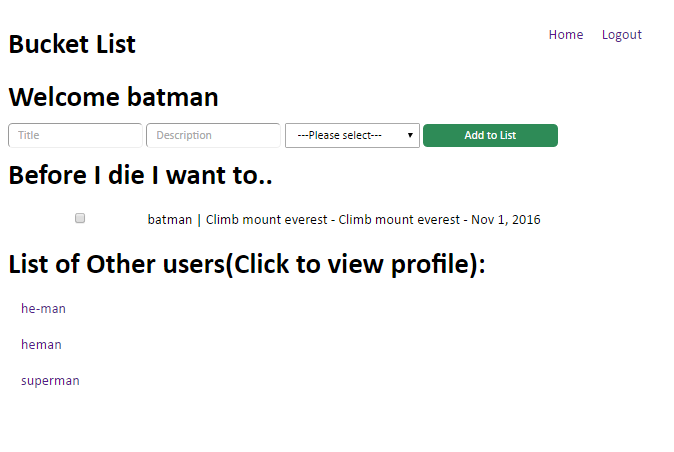 Home Logout
Bucket List
Welcome batman
Title Description ---Please select--- Add to List
Before I die I want to..
batman | Climb mount everest - Climb mount everest - Nov 1, 2016
List of Other users(Click to view profile):
he-man
heman
superman